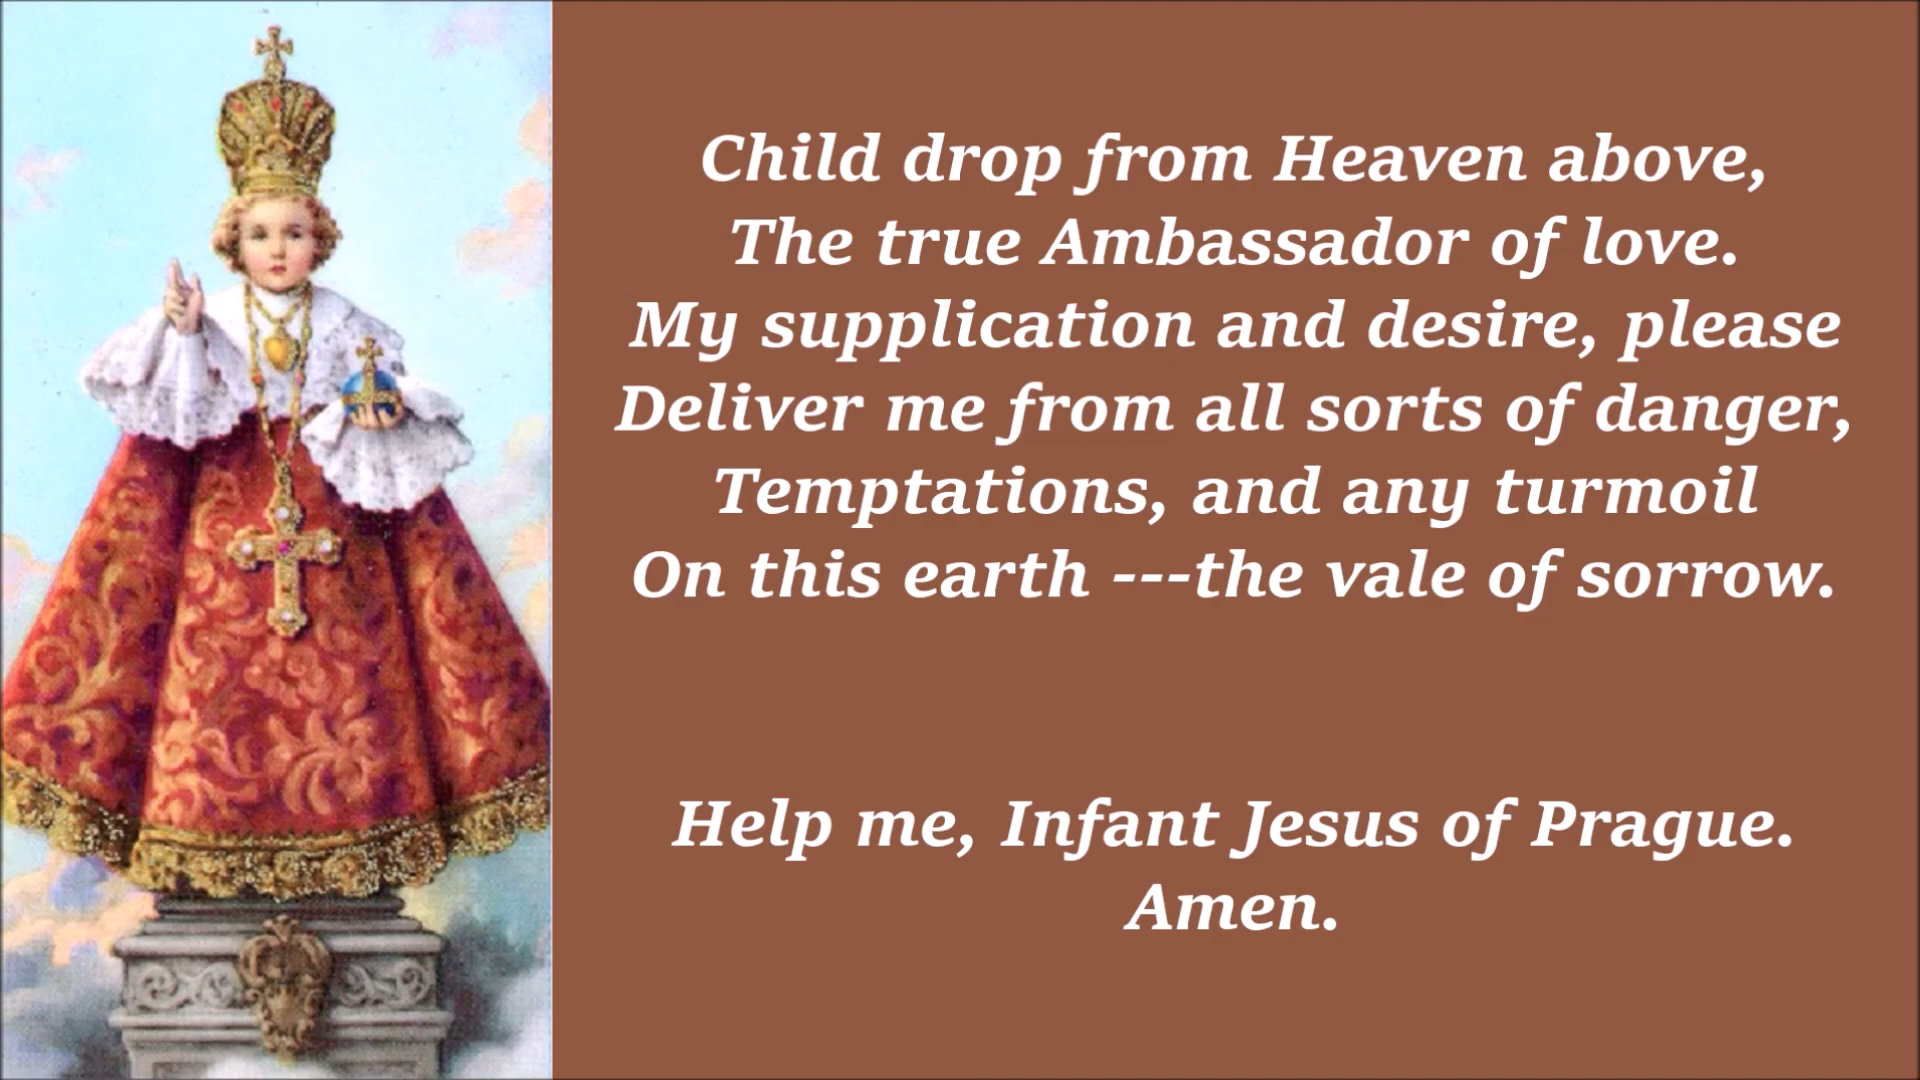 Child drop from Heaven above,
The true Ambassador of love.
My supplication and desire, please
Deliver me from all sorts of danger,
Temptations, and any turmoil
On this earth ---the vale of sorrow.
Help me, Infant Jesus of Prague.
Amen.